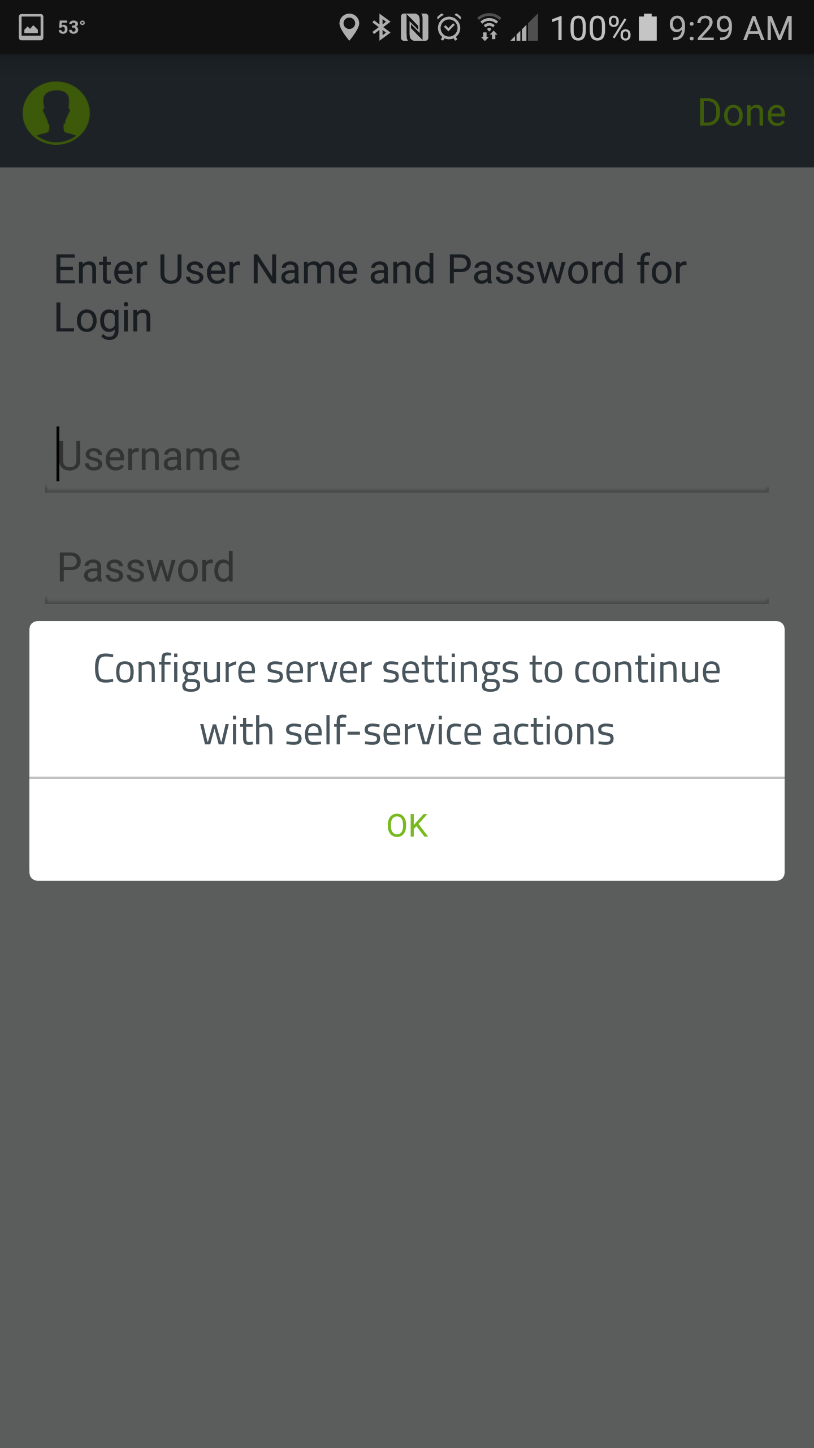 53°
100% 9:29 AM
Done
Enter User Name and Password for
Login
Username
Password
Configure server settings to continue
with self-service actions
OK